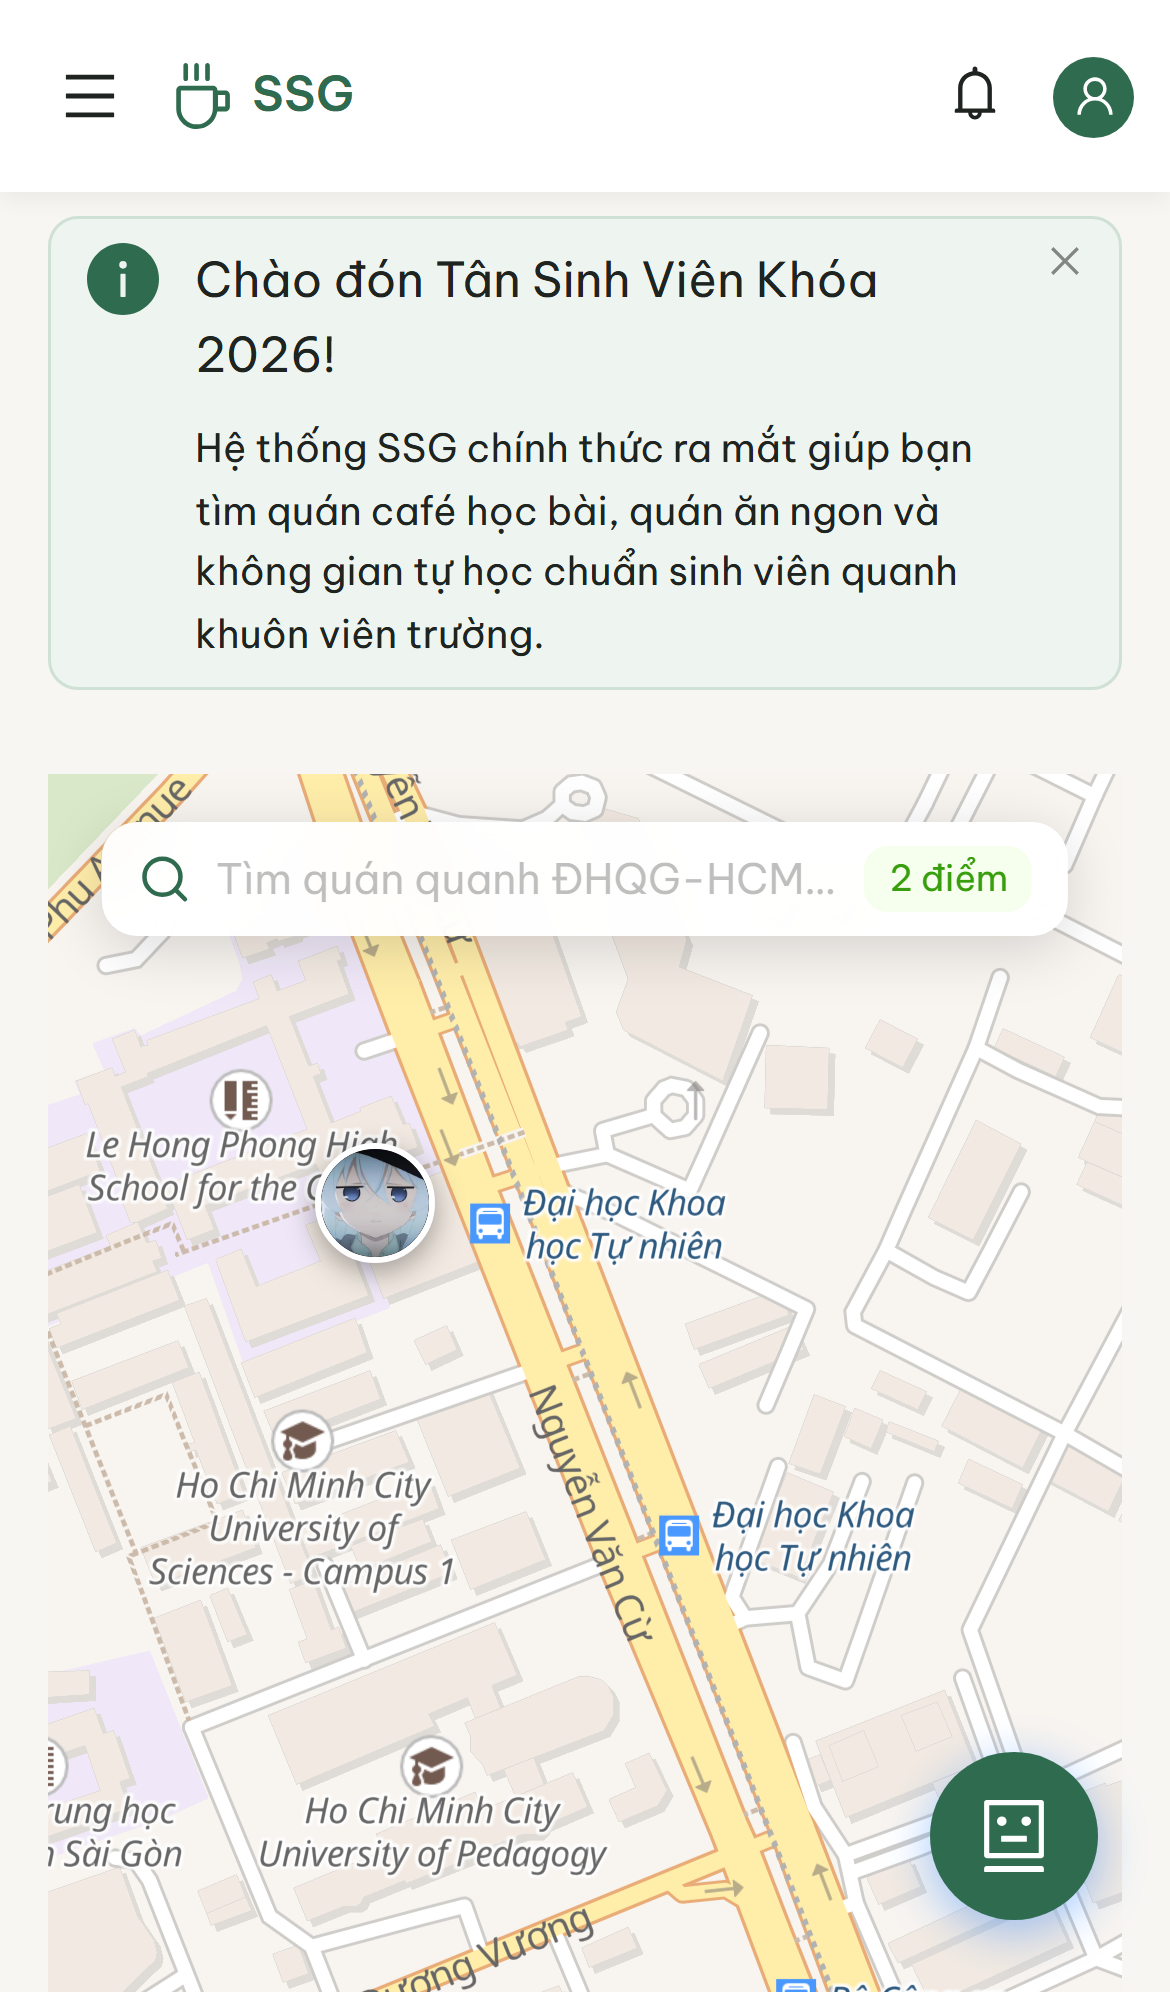 SSG
Chào đón Tân Sinh Viên Khóa
2026!
Hệ thống SSG chính thức ra mắt giúp bạn
tìm quán café học bài, quán ăn ngon và
không gian tự học chuẩn sinh viên quanh
khuôn viên trường.
Tìm quán quanh ĐHQG-HCM...
2 điểm
Le Hong Phong High
School for the
Đại học Khoa
học Tự nhiên
Nguyễn Văn Cừ
Ho Chi Minh City
University of
Sciences - Campus 1
Đại học Khoa
học Tự nhiên
rung học
Sài Gòn
Ho Chi Minh City
University of Pedagogy
ương Vương